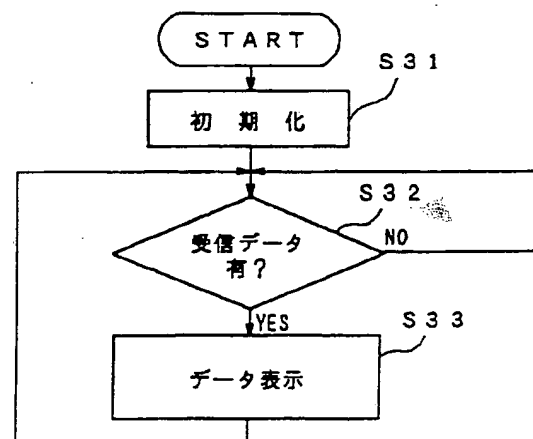 START
S31
初期化
S32
受信データ
有?
NO
YES
S33
データ表示